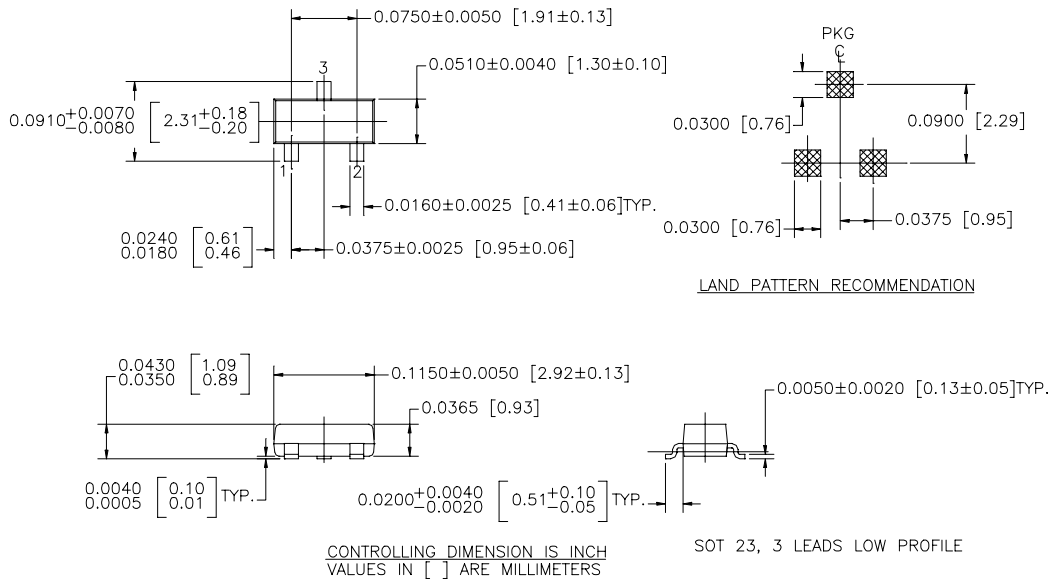 0.0750±0.0050 [1.91±0.13]
PKG
℄
3
0.0510±0.0040 [1.30±0.10]
0.0910 +0.0070 -0.0080 [2.31 +0.18 -0.20]
0.0300 [0.76]
0.0900 [2.29]
1
2
0.0160±0.0025 [0.41±0.06]TYP.
0.0300 [0.76]
0.0375 [0.95]
0.0240 [0.61
0.0180 0.46]
0.0375±0.0025 [0.95±0.06]
LAND PATTERN RECOMMENDATION
0.0430 [1.09
0.0350 0.89]
0.1150±0.0050 [2.92±0.13]
0.0050±0.0020 [0.13±0.05]TYP.
0.0365 [0.93]
0.0040 [0.10
0.0005 0.01] TYP.
0.0200 +0.0040 -0.0020 [0.51 +0.10 -0.05] TYP.
CONTROLLING DIMENSION IS INCH
VALUES IN [ ] ARE MILLIMETERS
SOT 23, 3 LEADS LOW PROFILE